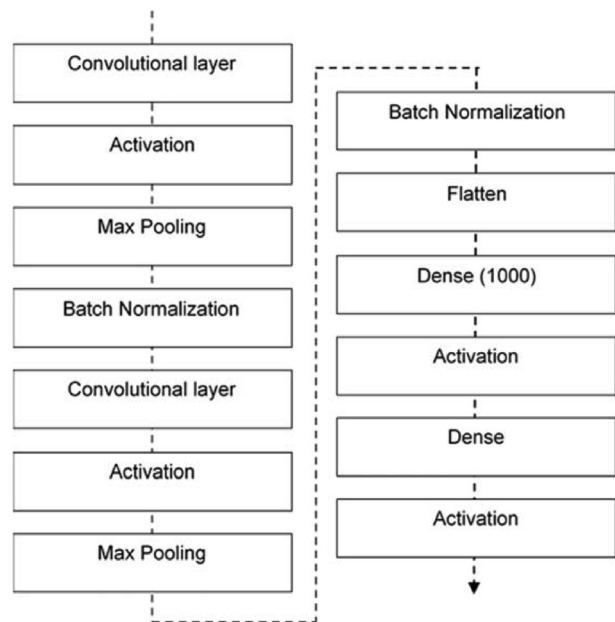 Convolutional layer
Activation
Max Pooling
Batch Normalization
Convolutional layer
Activation
Max Pooling
Batch Normalization
Flatten
Dense (1000)
Activation
Dense
Activation